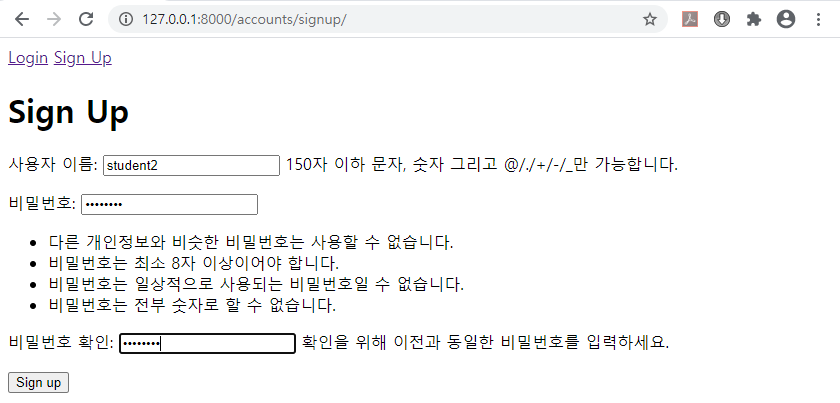 127.0.0.1:8000/accounts/signup/
Login Sign Up
Sign Up
사용자 이름: student2 150자 이하 문자, 숫자 그리고 @/./+/-/_만 가능합니다.
비밀번호: ••••••••
• 다른 개인정보와 비슷한 비밀번호는 사용할 수 없습니다.
• 비밀번호는 최소 8자 이상이어야 합니다.
• 비밀번호는 일상적으로 사용되는 비밀번호일 수 없습니다.
• 비밀번호는 전부 숫자로 할 수 없습니다.
비밀번호 확인: •••••••• 확인을 위해 이전과 동일한 비밀번호를 입력하세요.
Sign up